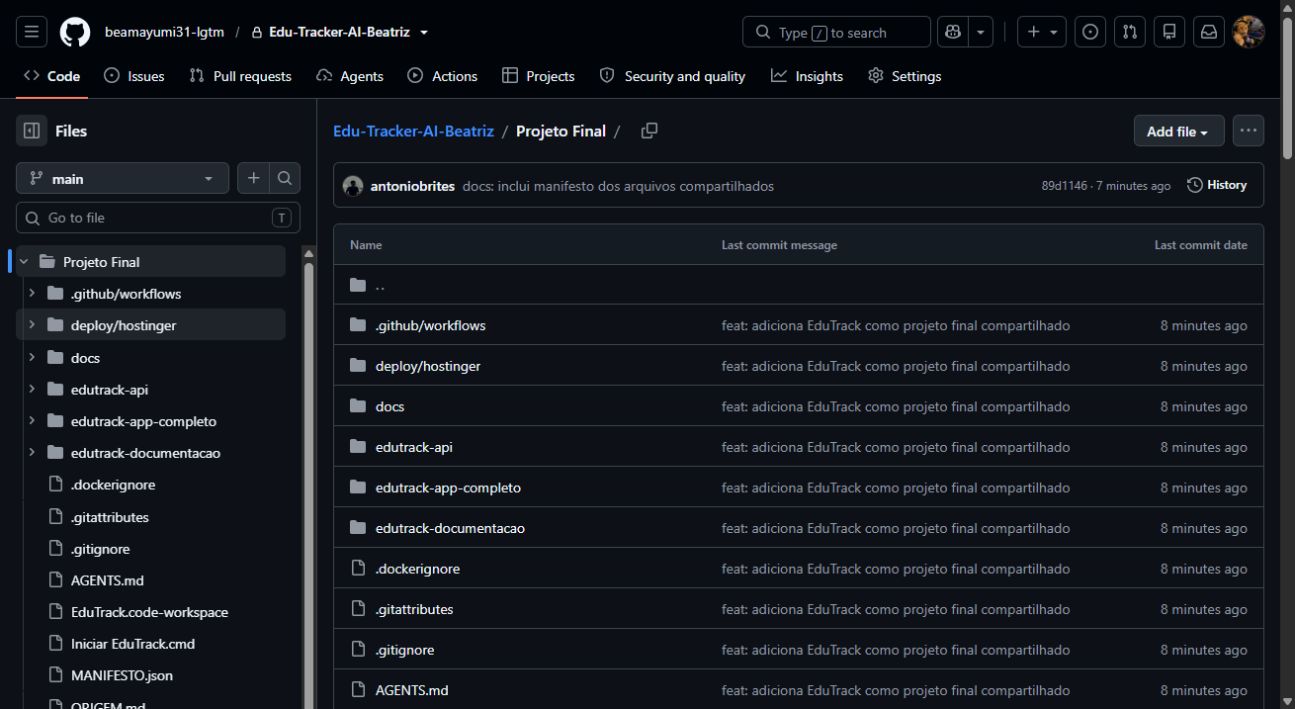 beamayumi31-lgtm / Edu-Tracker-AI-Beatriz
Type / to search
Code Issues Pull requests Agents Actions Projects Security and quality Insights Settings
Files
main
Go to file T
Projeto Final
.github/workflows
deploy/hostinger
docs
edutrack-api
edutrack-app-completo
edutrack-documentacao
.dockerignore
.gitattributes
.gitignore
AGENTS.md
EduTrack.code-workspace
Iniciar EduTrack.cmd
MANIFESTO.json
ORIGEM.md
Edu-Tracker-AI-Beatriz / Projeto Final /
Add file
antoniobrites docs: inclui manifesto dos arquivos compartilhados 89d1146 · 7 minutes ago History
Name Last commit message Last commit date
..
.github/workflows feat: adiciona EduTrack como projeto final compartilhado 8 minutes ago
deploy/hostinger feat: adiciona EduTrack como projeto final compartilhado 8 minutes ago
docs feat: adiciona EduTrack como projeto final compartilhado 8 minutes ago
edutrack-api feat: adiciona EduTrack como projeto final compartilhado 8 minutes ago
edutrack-app-completo feat: adiciona EduTrack como projeto final compartilhado 8 minutes ago
edutrack-documentacao feat: adiciona EduTrack como projeto final compartilhado 8 minutes ago
.dockerignore feat: adiciona EduTrack como projeto final compartilhado 8 minutes ago
.gitattributes feat: adiciona EduTrack como projeto final compartilhado 8 minutes ago
.gitignore feat: adiciona EduTrack como projeto final compartilhado 8 minutes ago
AGENTS.md feat: adiciona EduTrack como projeto final compartilhado 8 minutes ago